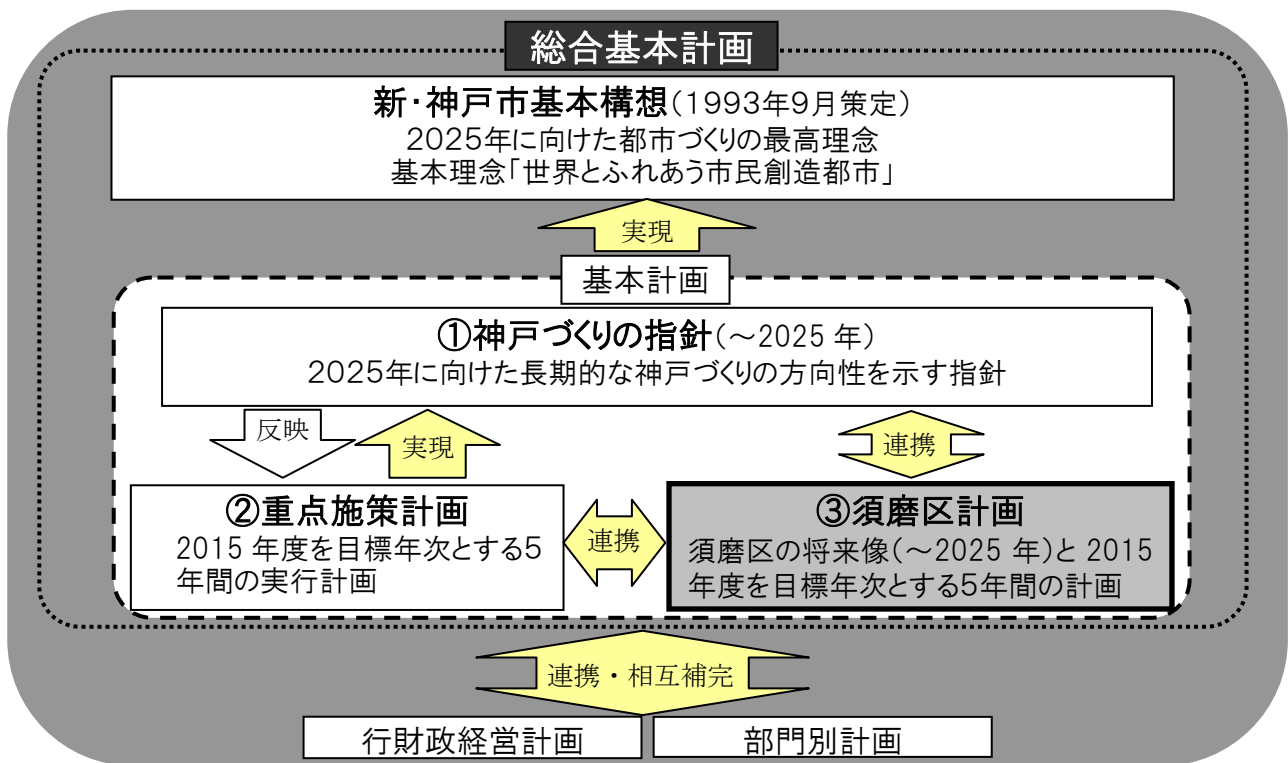 総合基本計画
新・神戸市基本構想(1993年9月策定)
2025年に向けた都市づくりの最高理念
基本理念「世界とふれあう市民創造都市」
実現
基本計画
①神戸づくりの指針(～2025 年)
2025年に向けた長期的な神戸づくりの方向性を示す指針
反映
実現
連携
②重点施策計画
2015 年度を目標年次とする5
年間の実行計画
連携
③須磨区計画
須磨区の将来像(～2025 年)と 2015
年度を目標年次とする5年間の計画
連携・相互補完
行財政経営計画
部門別計画